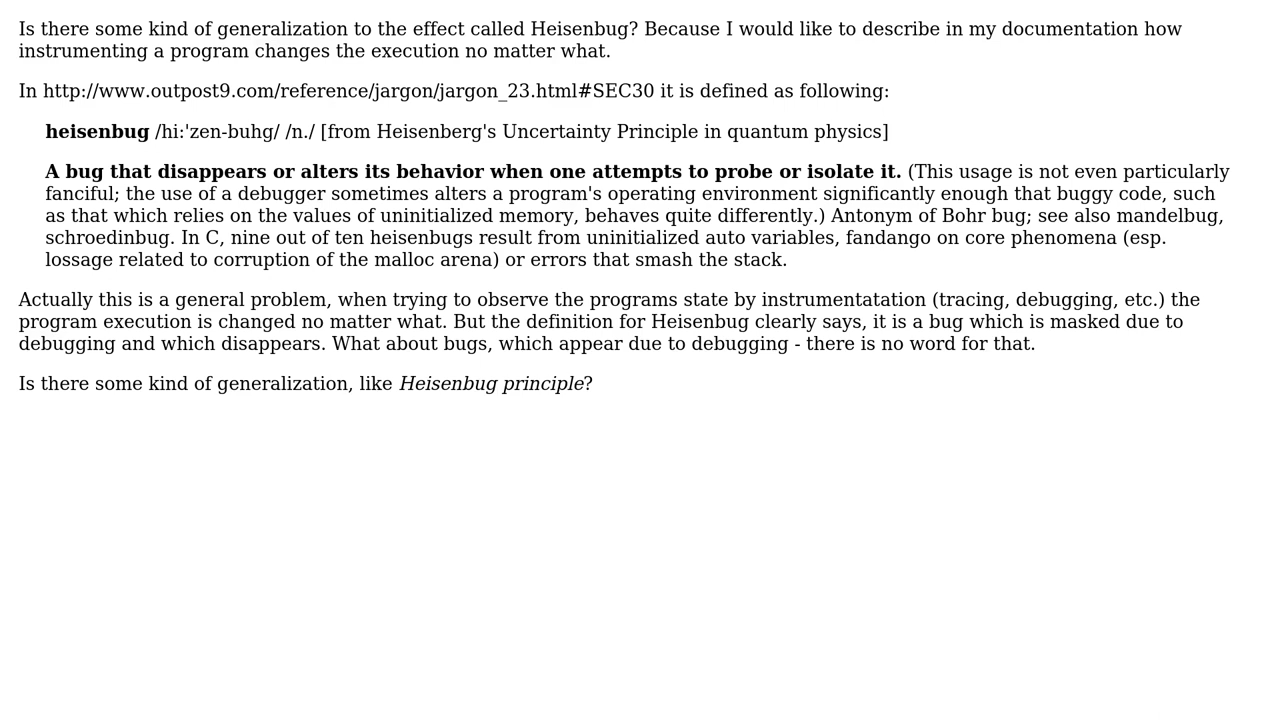 Is there some kind of generalization to the effect called Heisenbug? Because I would like to describe in my documentation how
instrumenting a program changes the execution no matter what.
In http://www.outpost9.com/reference/jargon/jargon_23.html#SEC30 it is defined as following:
heisenbug /hi:'zen-buhg/ /n./ [from Heisenberg's Uncertainty Principle in quantum physics]
A bug that disappears or alters its behavior when one attempts to probe or isolate it. (This usage is not even particularly
fanciful; the use of a debugger sometimes alters a program's operating environment significantly enough that buggy code, such
as that which relies on the values of uninitialized memory, behaves quite differently.) Antonym of Bohr bug; see also mandelbug,
schroedinbug. In C, nine out of ten heisenbugs result from uninitialized auto variables, fandango on core phenomena (esp.
lossage related to corruption of the malloc arena) or errors that smash the stack.
Actually this is a general problem, when trying to observe the programs state by instrumentatation (tracing, debugging, etc.) the
program execution is changed no matter what. But the definition for Heisenbug clearly says, it is a bug which is masked due to
debugging and which disappears. What about bugs, which appear due to debugging - there is no word for that.
Is there some kind of generalization, like Heisenbug principle?